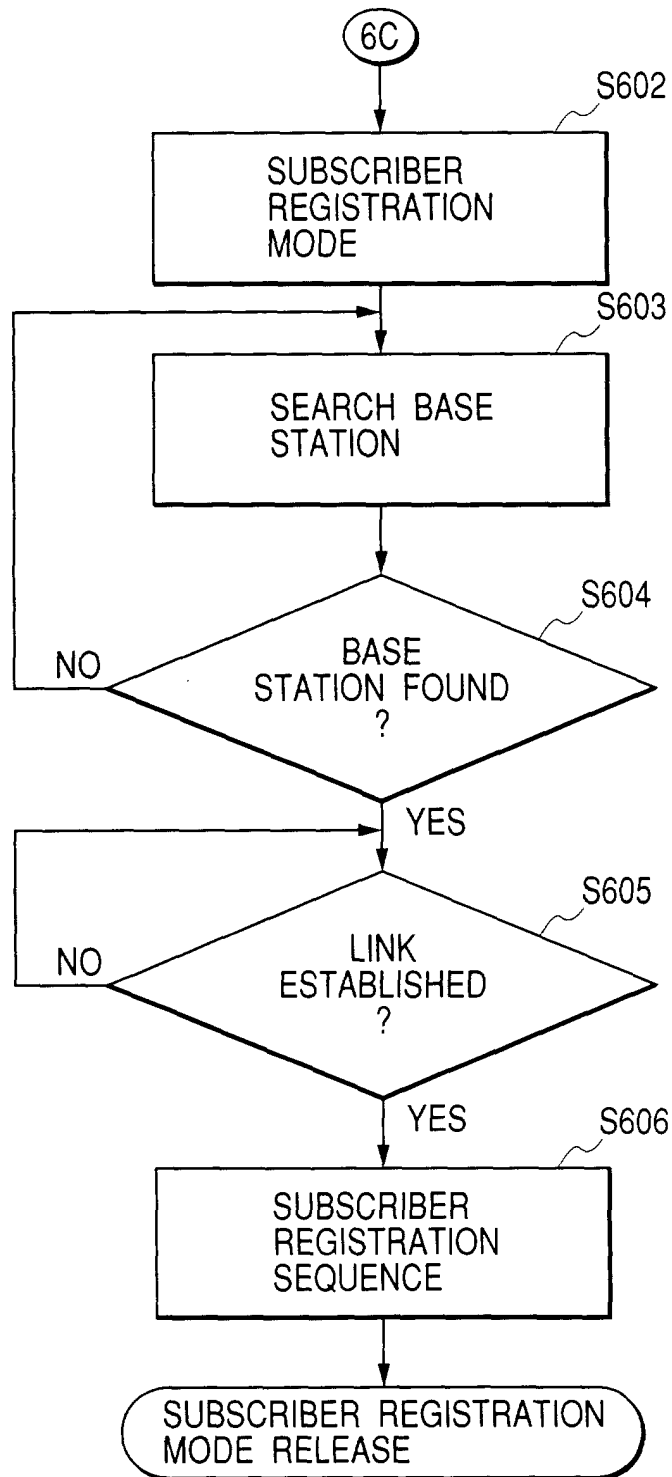 6C
S602
SUBSCRIBER
REGISTRATION
MODE
S603
SEARCH BASE
STATION
S604
BASE
STATION FOUND
?
NO
YES
S605
LINK
ESTABLISHED
?
NO
YES
S606
SUBSCRIBER
REGISTRATION
SEQUENCE
SUBSCRIBER REGISTRATION
MODE RELEASE